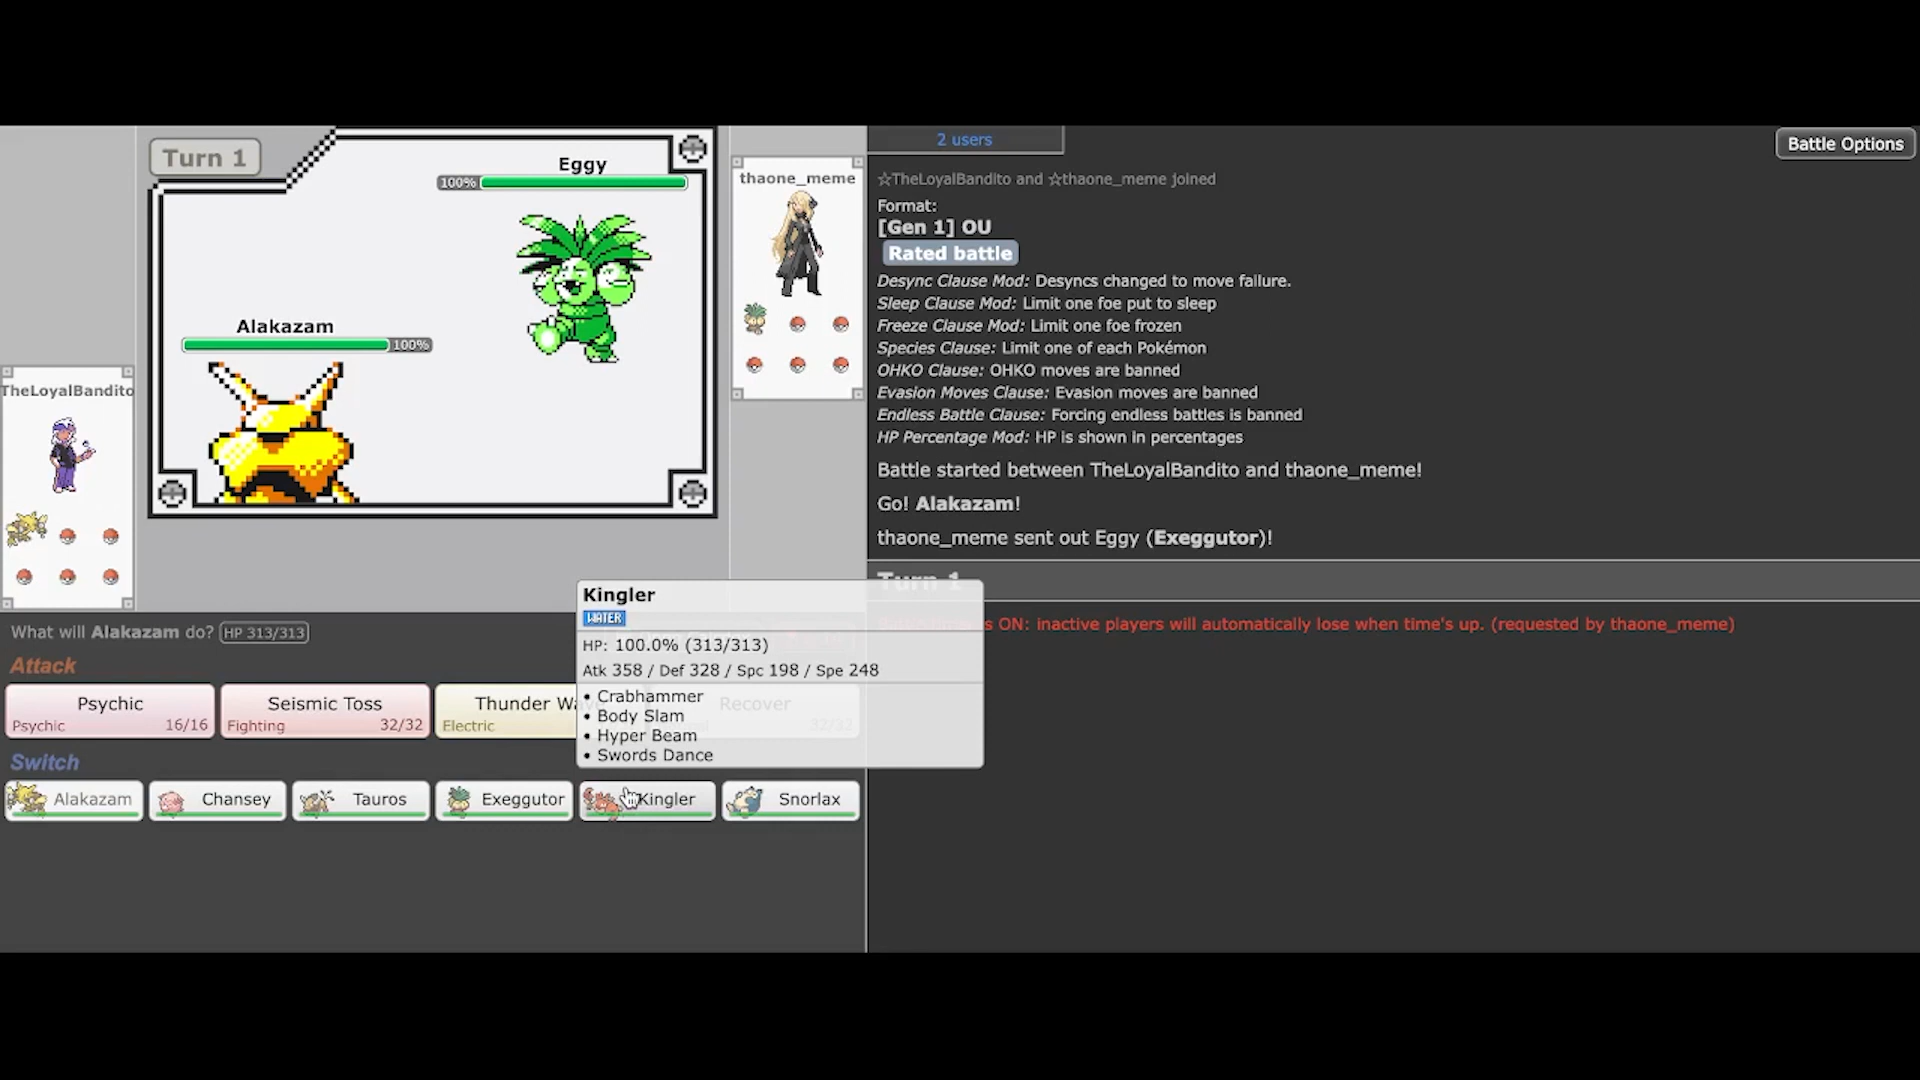 Turn 1
Eggy
100%
Alakazam
100%
thaone_meme
TheLoyalBandito
2 users
Battle Options
☆TheLoyalBandito and ☆thaone_meme joined
Format:
[Gen 1] OU
Rated battle
Desync Clause Mod: Desyncs changed to move failure.
Sleep Clause Mod: Limit one foe put to sleep
Freeze Clause Mod: Limit one foe frozen
Species Clause: Limit one of each Pokémon
OHKO Clause: OHKO moves are banned
Evasion Moves Clause: Evasion moves are banned
Endless Battle Clause: Forcing endless battles is banned
HP Percentage Mod: HP is shown in percentages
Battle started between TheLoyalBandito and thaone_meme!
Go! Alakazam!
thaone_meme sent out Eggy (Exeggutor)!
Turn 1
s ON: inactive players will automatically lose when time's up. (requested by thaone_meme)
What will Alakazam do? HP 313/313
Attack
Psychic
Psychic 16/16
Seismic Toss
Fighting 32/32
Thunder Wave
Electric
Recover
32/32
Kingler
WATER
HP: 100.0% (313/313)
Atk 358 / Def 328 / Spc 198 / Spe 248
• Crabhammer
• Body Slam
• Hyper Beam
• Swords Dance
Switch
Alakazam
Chansey
Tauros
Exeggutor
Kingler
Snorlax